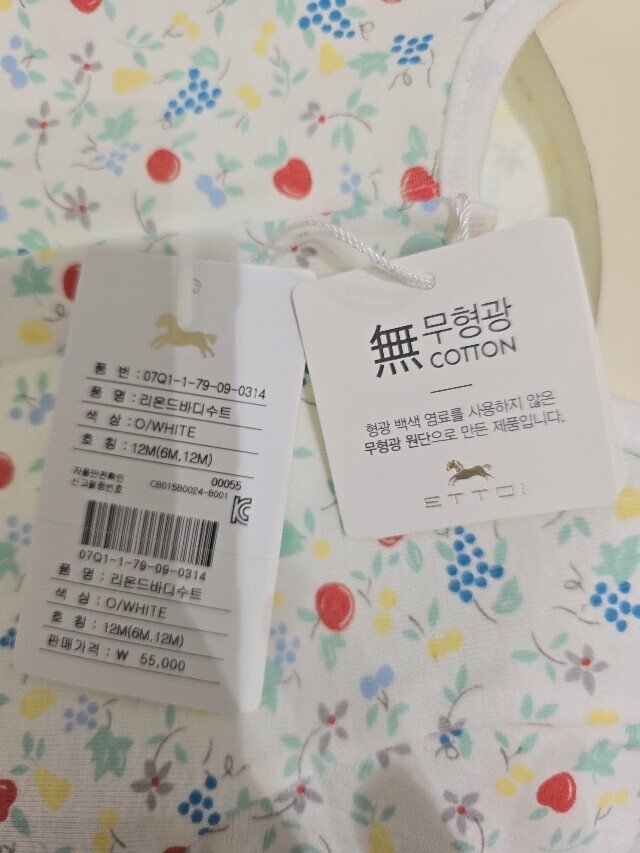 품 번 : 07Q1-1-79-09-0314
품 명 : 리온드바디수트
색 상 : O/WHITE
호 칭 : 12M(6M,12M)
00055
자율안전확인
신고필증번호 CB015B0024-8001
07Q1-1-79-09-0314
품 명 : 리온드바디수트
색 상 : O/WHITE
호 칭 : 12M(6M,12M)
판매가격 : ₩ 55,000
無 무형광
COTTON
형광 백색 염료를 사용하지 않은
무형광 원단으로 만든 제품입니다.
ETTOI